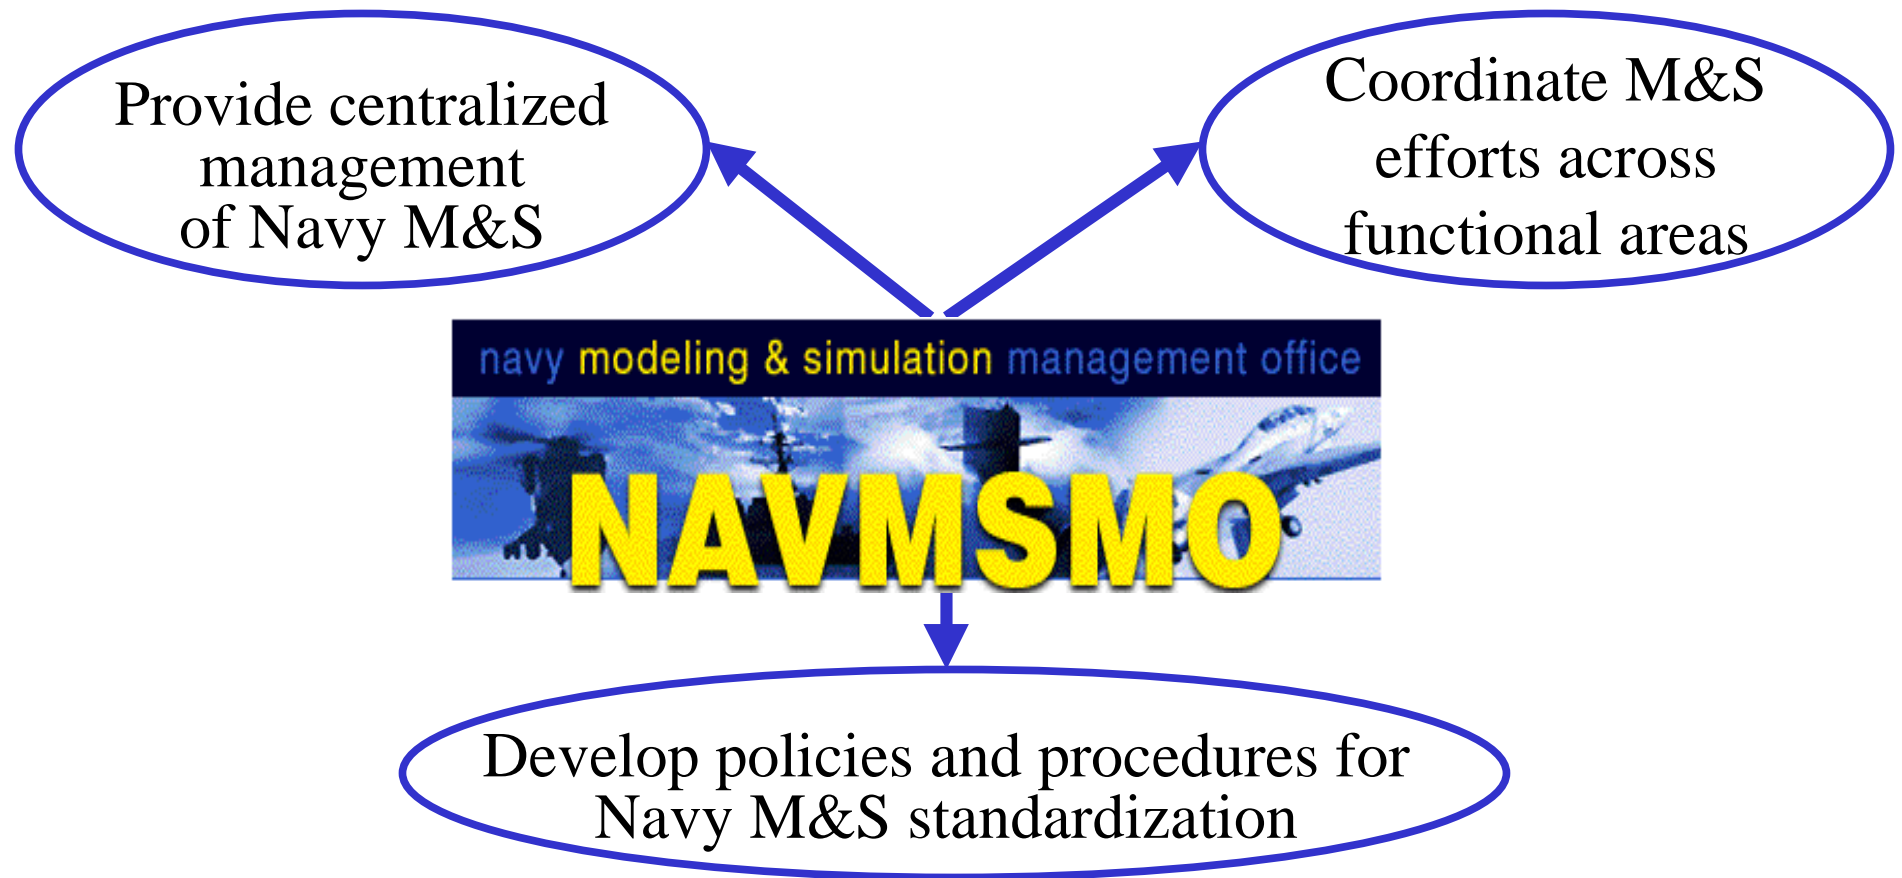 Provide centralized
management
of Navy M&S
Coordinate M&S
efforts across
functional areas
navy modeling & simulation management office
NAVMSMO
Develop policies and procedures for
Navy M&S standardization